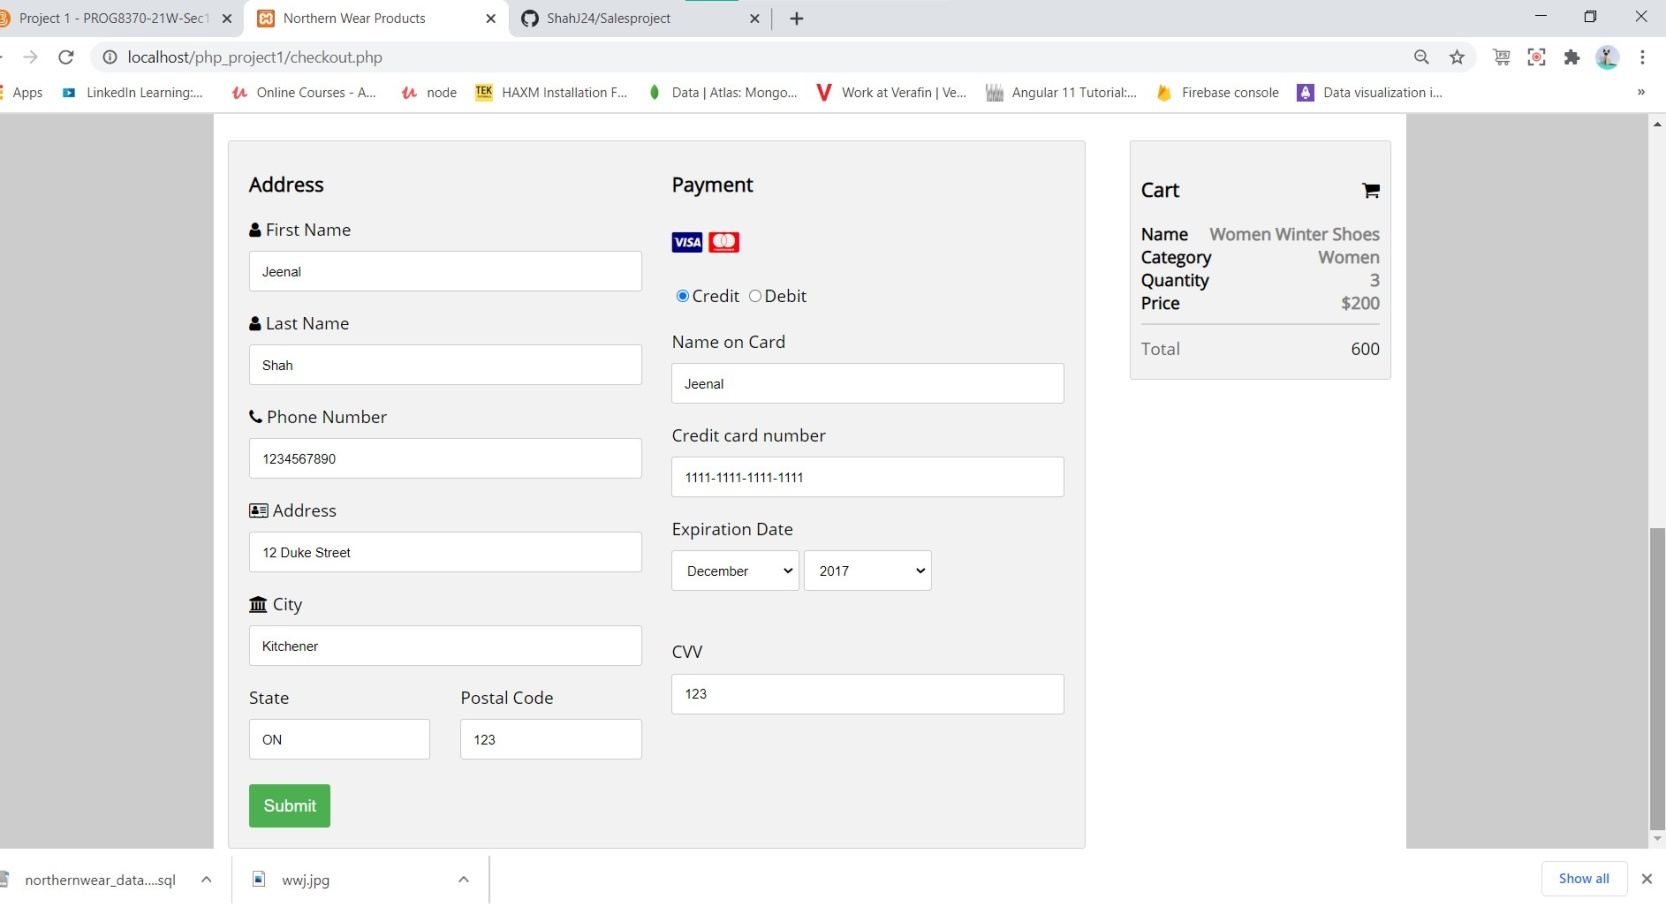 Project 1 - PROG8370-21W-Sec1
Northern Wear Products
ShahJ24/Salesproject
localhost/php_project1/checkout.php
Apps
LinkedIn Learning:...
Online Courses - A...
node
TEK
HAXM Installation F...
Data | Atlas: Mongo...
Work at Verafin | Ve...
Angular 11 Tutorial:...
Firebase console
Data visualization i...
»
Address
First Name
Jeenal
Last Name
Shah
Phone Number
1234567890
Address
12 Duke Street
City
Kitchener
State Postal Code
ON 123
Submit
Payment
VISA
Credit Debit
Name on Card
Jeenal
Credit card number
1111-1111-1111-1111
Expiration Date
December 2017
CVV
123
Cart
Name Women Winter Shoes
Category Women
Quantity 3
Price $200
Total 600
northernwear_data....sql
wwj.jpg
Show all